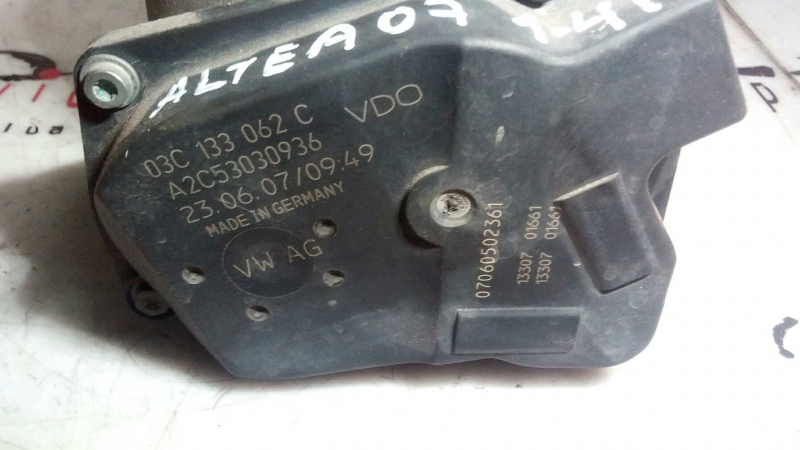 ALTEA 07 1.4i
VDO
03C 133 062 C
A2C53030936
23.06.07/09:49
MADE IN GERMANY
VW AG
07060502361
13307 01661
13307 01661